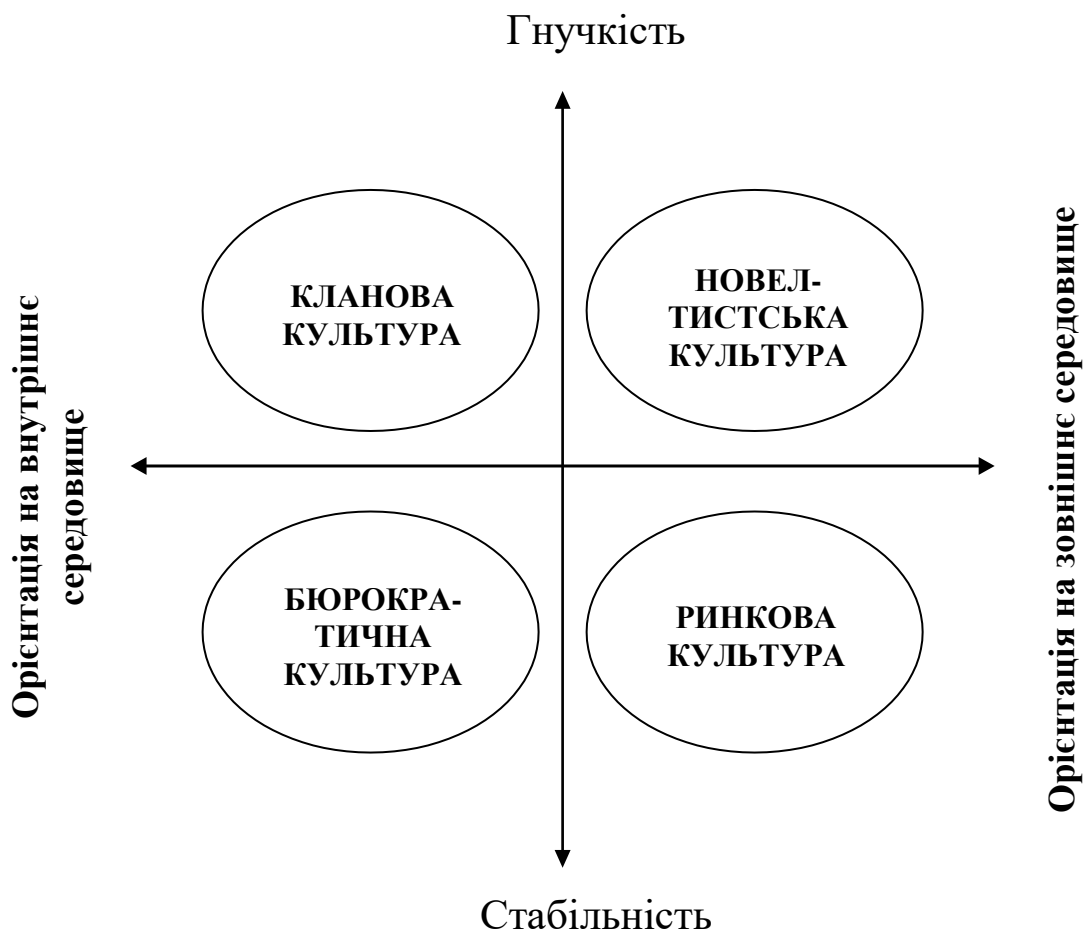 Гнучкість
КЛАНОВА
КУЛЬТУРА
НОВЕЛ-
ТИСТСЬКА
КУЛЬТУРА
Орієнтація на внутрішнє
середовище
Орієнтація на зовнішнє середовище
БЮРОКРА-
ТИЧНА
КУЛЬТУРА
РИНКОВА
КУЛЬТУРА
Стабільність